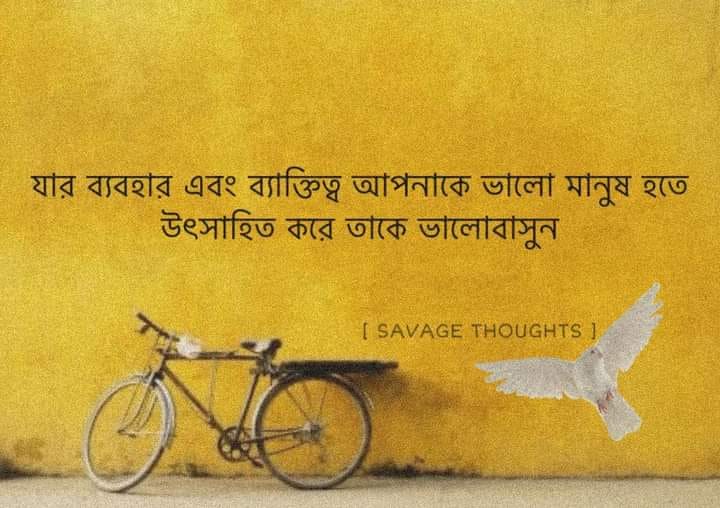 যার ব্যবহার এবং ব্যাক্তিত্ব আপনাকে ভালো মানুষ হতে
উৎসাহিত করে তাকে ভালোবাসুন
[ SAVAGE THOUGHTS ]